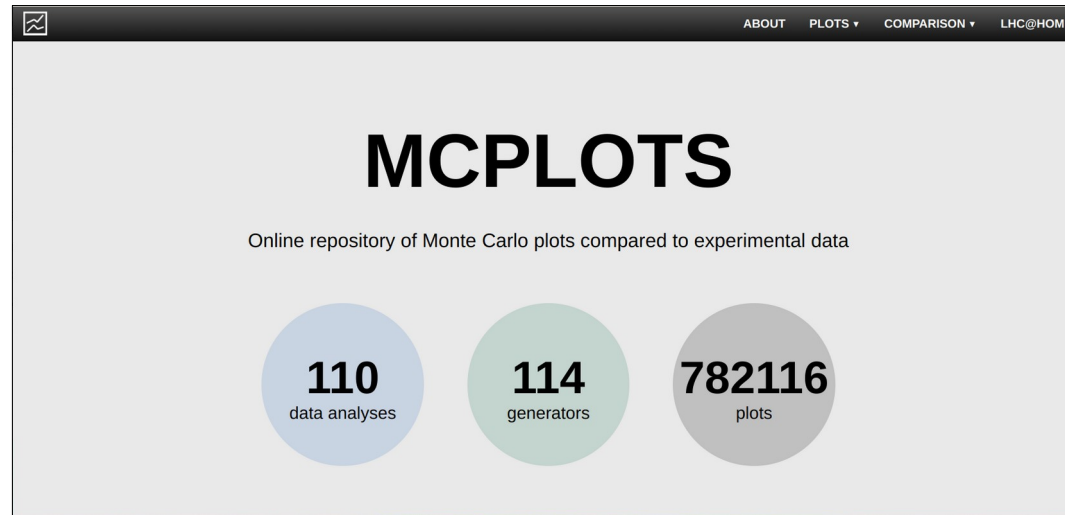 ABOUT PLOTS ▾ COMPARISON ▾ LHC@HOM
MCPLOTS
Online repository of Monte Carlo plots compared to experimental data
110 114 782116
data analyses generators plots